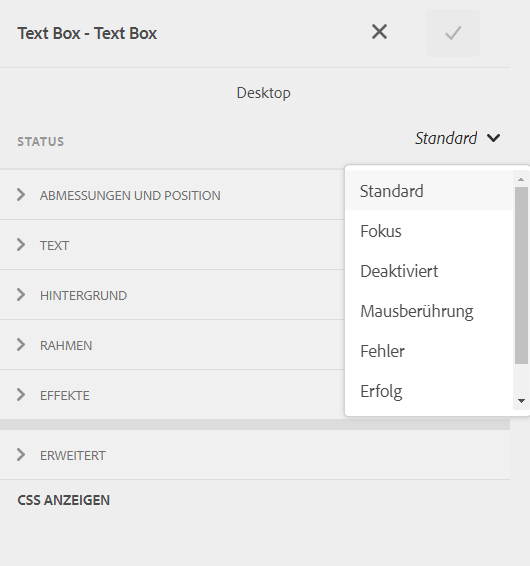 Text Box - Text Box
Desktop
STATUS
Standard
Standard
Fokus
Deaktiviert
Mausberührung
Fehler
Erfolg
ABMESSUNGEN UND POSITION
TEXT
HINTERGRUND
RAHMEN
EFFEKTE
ERWEITERT
CSS ANZEIGEN